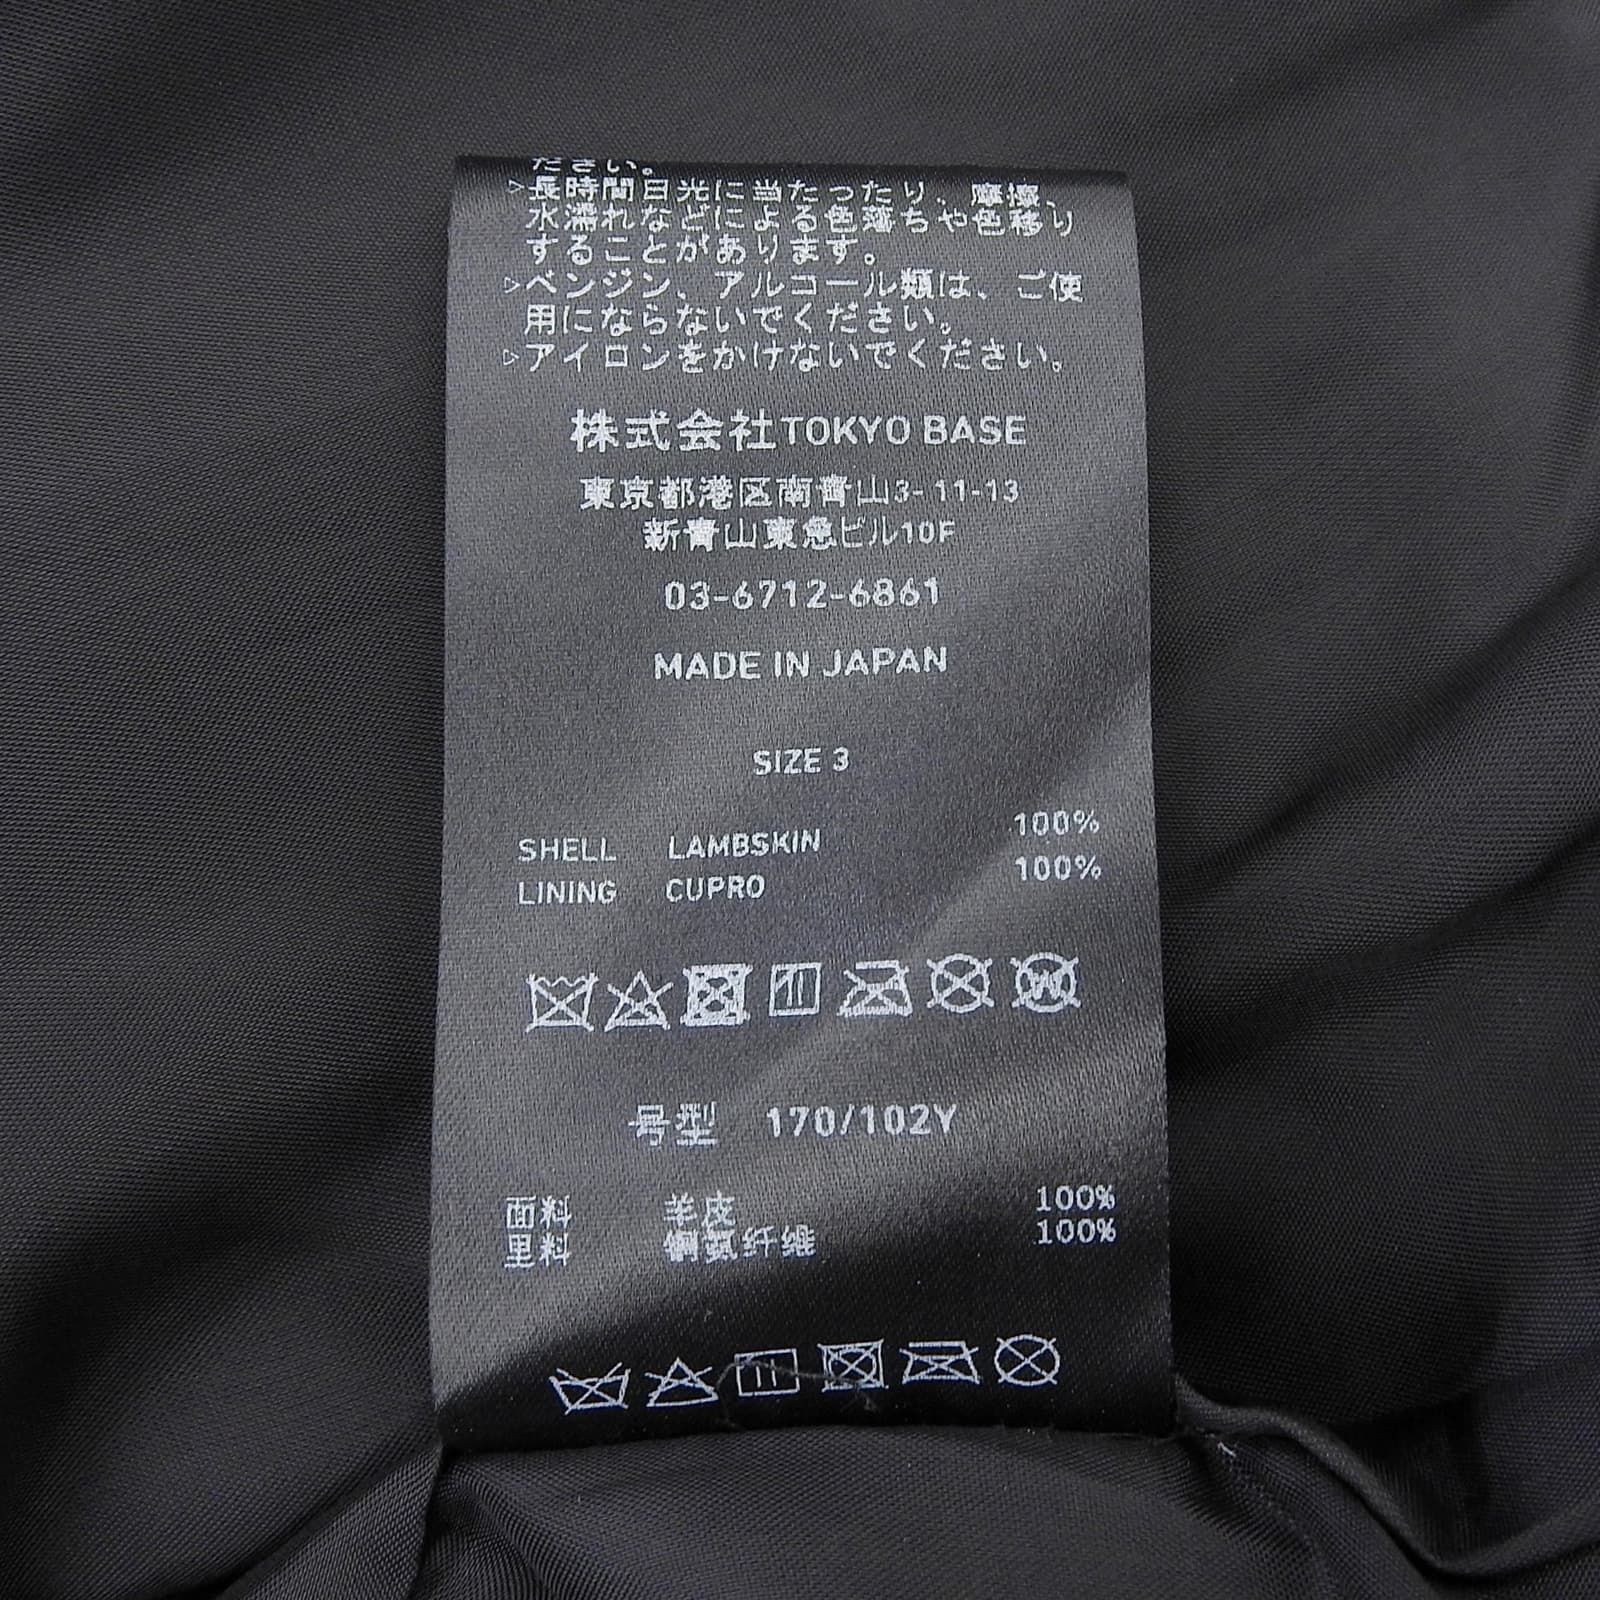 ださい。
▷長時間日光に当たったり、摩擦、
水濡れなどによる色落ちや色移り
することがあります。
▷ベンジン、アルコール類は、ご使
用にならないでください。
▷アイロンをかけないでください。
株式会社TOKYO BASE
東京都港区南青山3-11-13
新青山東急ビル10F
03-6712-6861
MADE IN JAPAN
SIZE 3
SHELL LAMBSKIN 100%
LINING CUPRO 100%
W
号型 170/102Y
面料 羊皮 100%
里料 铜氨纤维 100%